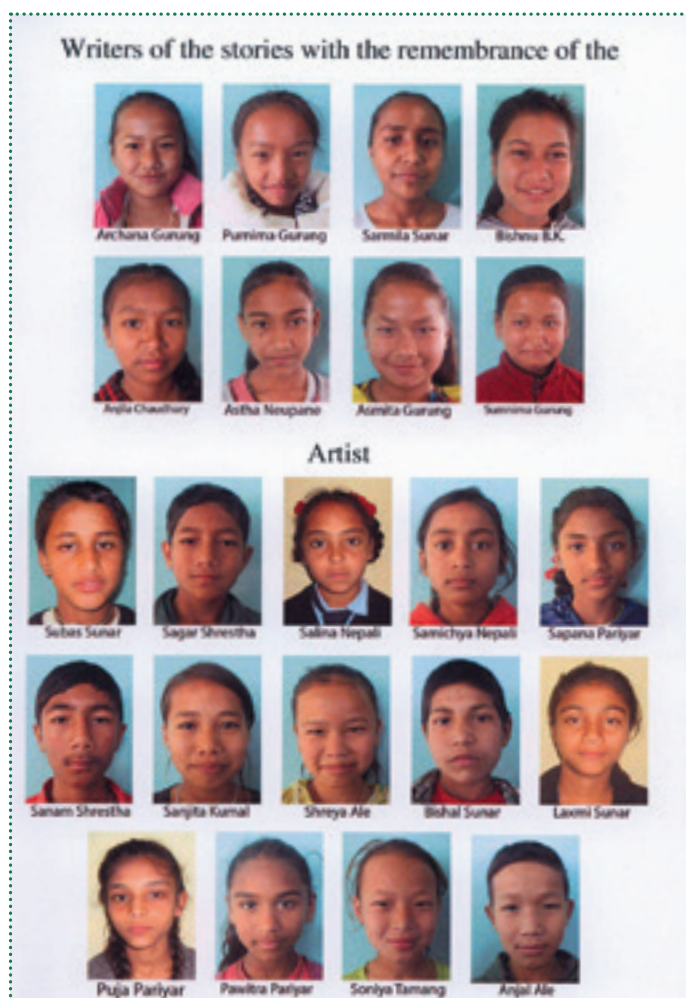 Writers of the stories with the remembrance of the
Archana Gurung Purnima Gurung Sarmila Sunar Bishnu B.K.
Anjila Chaudhary Astha Neupane Asmita Gurung Sumnima Gurung
Artist
Subas Sunar Sagar Shrestha Salina Nepali Samichya Nepali Sapana Pariyar
Sanam Shrestha Sanjita Kumal Shreya Ale Bishal Sunar Laxmi Sunar
Puja Pariyar Pawitra Pariyar Soniya Tamang Anjal Ale